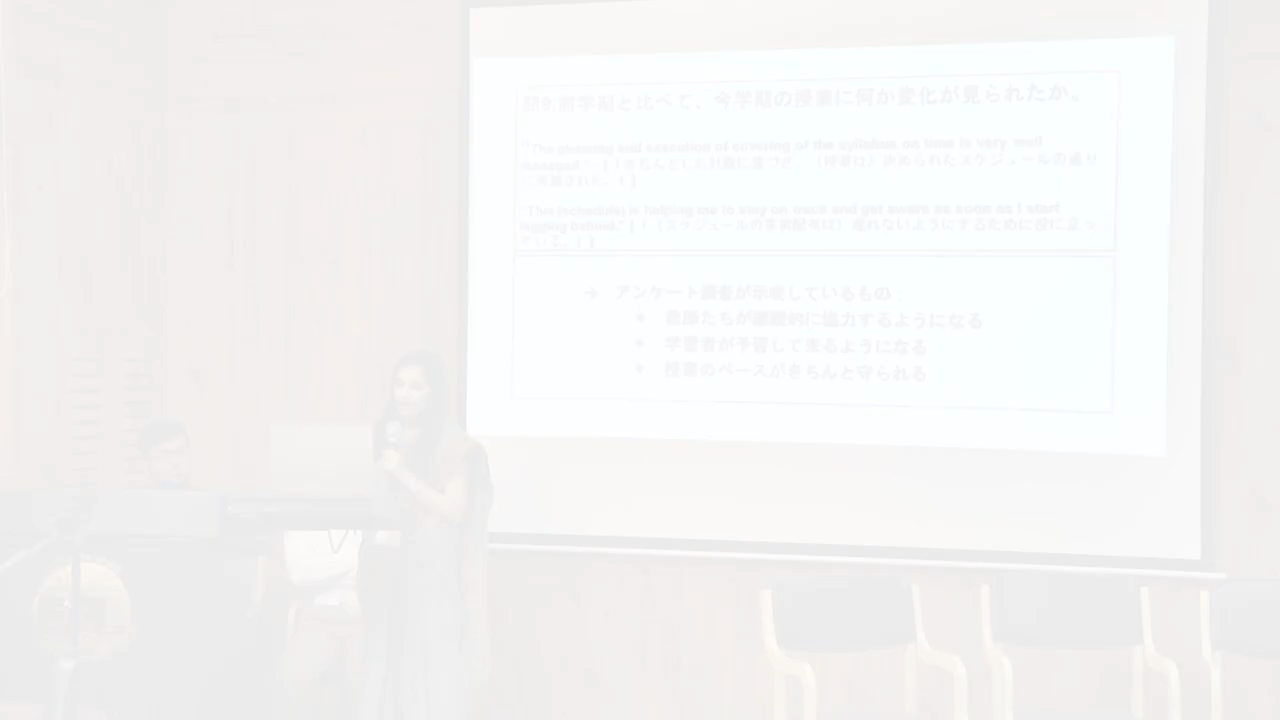 問9:前学期と比べて、今学期の授業に何か変化が見られたか。
"The planning and execution of covering of the syllabus on time is very well
managed." [「きちんとした計画に基づき、(授業は)決められたスケジュールの通り
に実施された。」]
"This (schedule) is helping me to stay on track and get aware as soon as I start
lagging behind." [「(スケジュールの事前配布は)遅れないようにするために役に立っ
ている。」]
→ アンケート調査が示唆しているもの:
教師たちが積極的に協力するようになる
学習者が予習して来るようになる
授業のペースがきちんと守られる